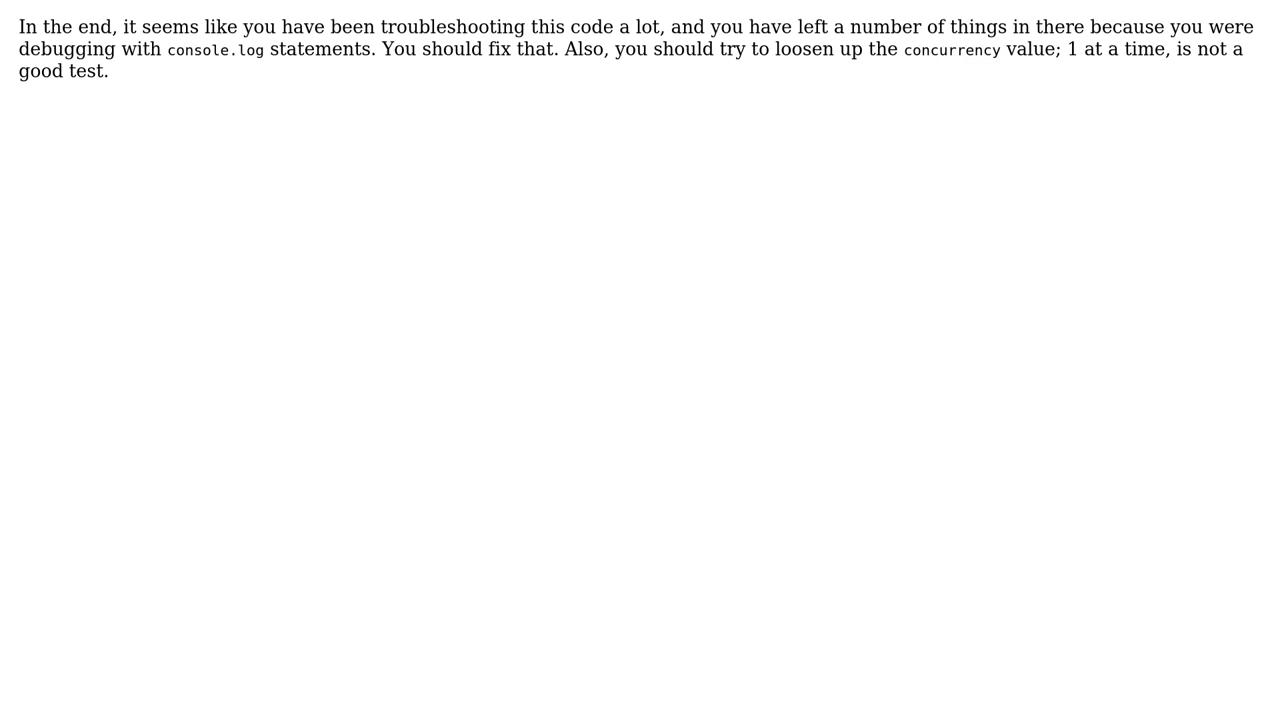 In the end, it seems like you have been troubleshooting this code a lot, and you have left a number of things in there because you were
debugging with console.log statements. You should fix that. Also, you should try to loosen up the concurrency value; 1 at a time, is not a
good test.